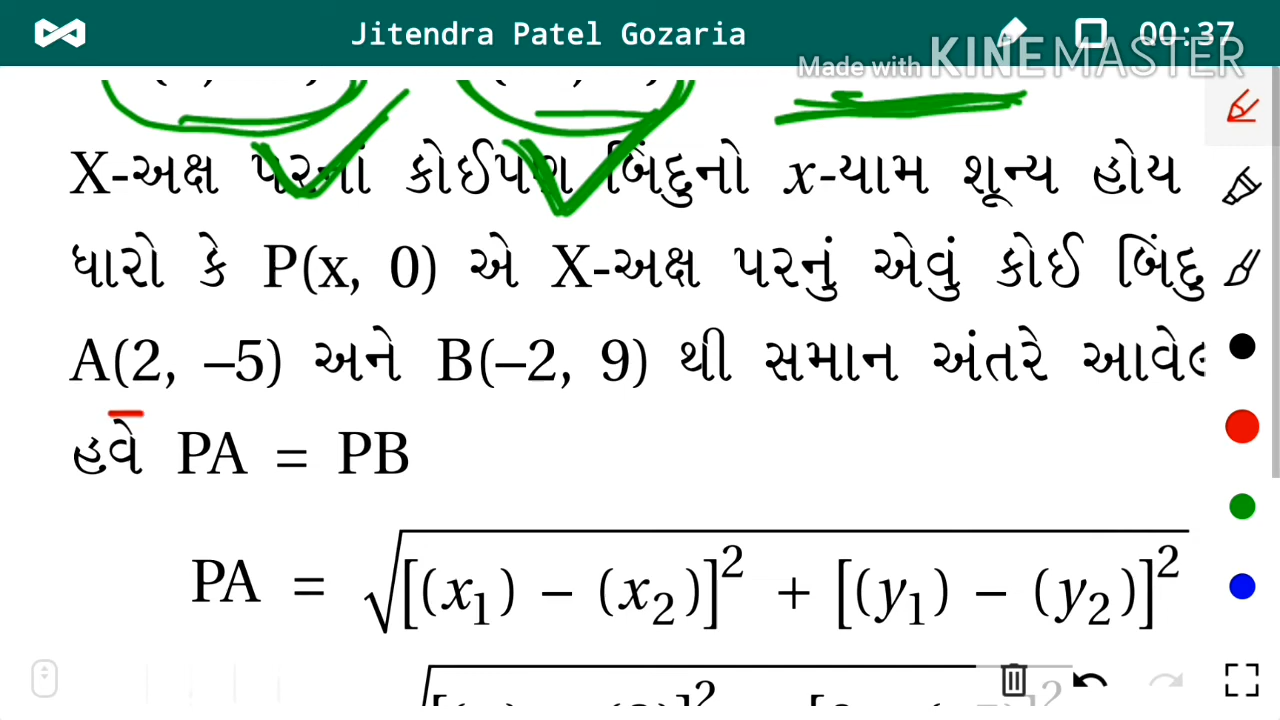 Jitendra Patel Gozaria
00:37
Made with KINEMASTER
X-અક્ષ પરનાં કોઈપણ બિંદુનો x-યામ શૂન્ય હોય
ધારો કે P(x, 0) એ X-અક્ષ પરનું એવું કોઈ બિંદુ
A(2, –5) અને B(–2, 9) થી સમાન અંતરે આવેલ
હવે PA = PB
PA = √[(x₁) – (x₂)]² + [(y₁) – (y₂)]²